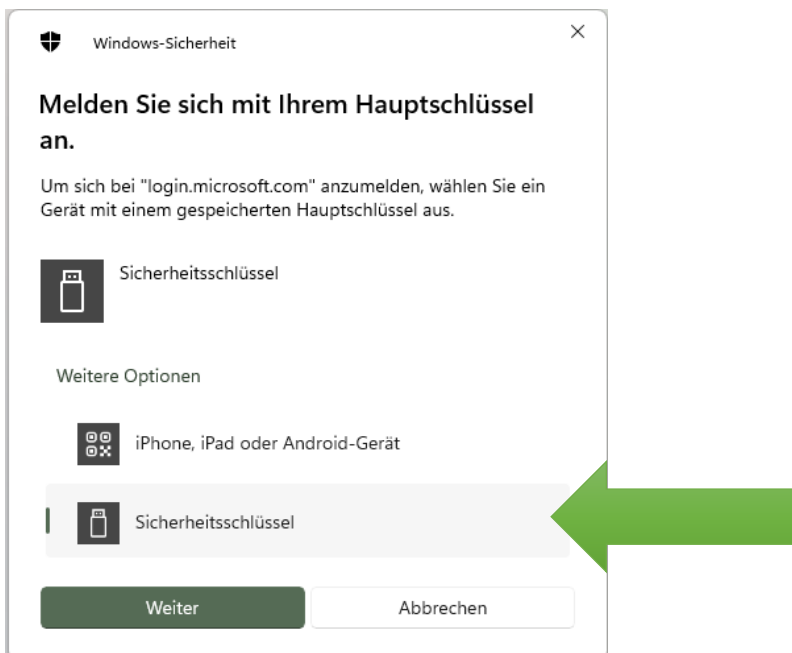 Windows-Sicherheit
Melden Sie sich mit Ihrem Hauptschlüssel
an.
Um sich bei "login.microsoft.com" anzumelden, wählen Sie ein
Gerät mit einem gespeicherten Hauptschlüssel aus.
Sicherheitsschlüssel
Weitere Optionen
iPhone, iPad oder Android-Gerät
Sicherheitsschlüssel
Weiter
Abbrechen